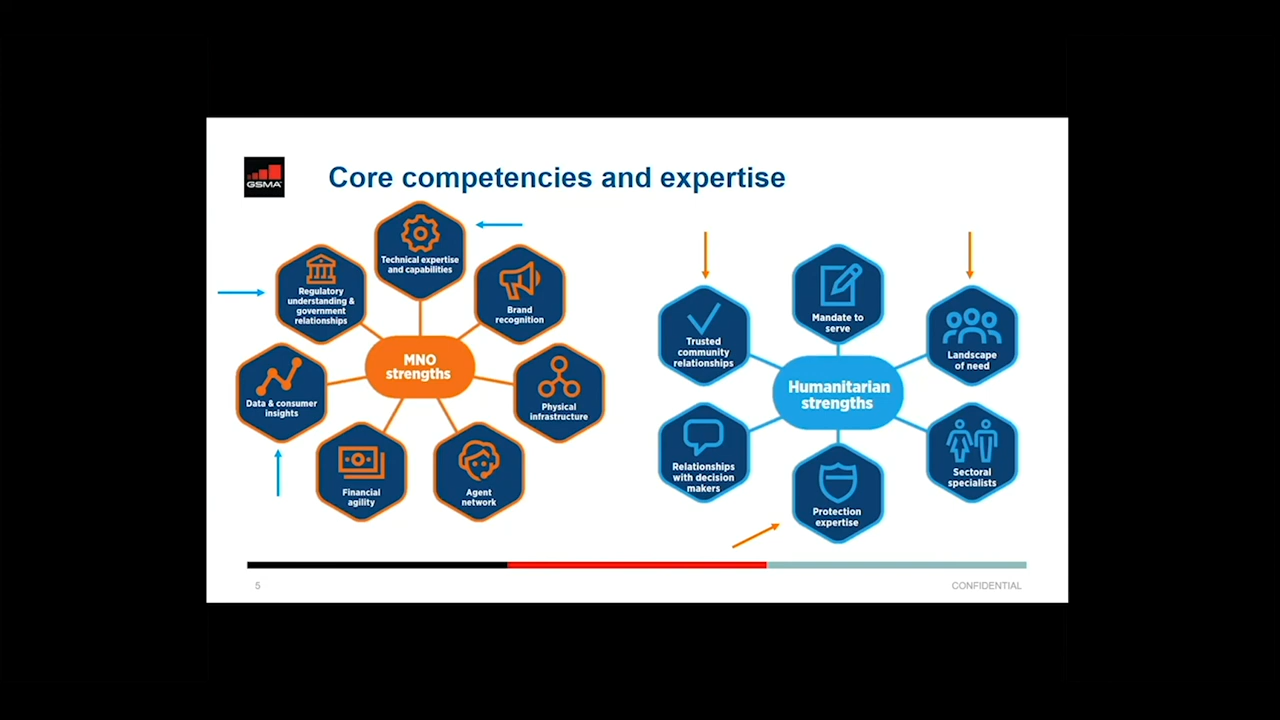 GSMA
Core competencies and expertise
Technical expertise
and capabilities
Regulatory
understanding &
government
relationships
Brand
recognition
MNO
strengths
Data & consumer
insights
Physical
infrastructure
Financial
agility
Agent
network
Mandate to
serve
Trusted
community
relationships
Landscape
of need
Humanitarian
strengths
Relationships
with decision
makers
Sectoral
specialists
Protection
expertise
5
CONFIDENTIAL